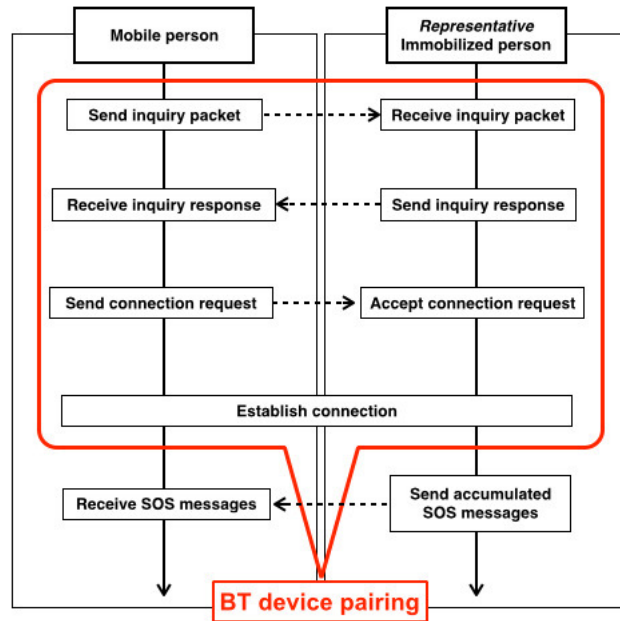 Mobile person
Representative
Immobilized person
Send inquiry packet
Receive inquiry packet
Receive inquiry response
Send inquiry response
Send connection request
Accept connection request
Establish connection
Receive SOS messages
Send accumulated
SOS messages
BT device pairing